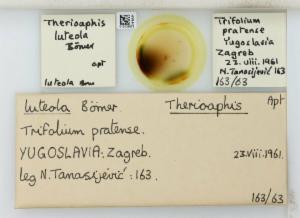 Therioaphis
luteola
Börner
apt
luteola Börner
Trifolium
pratense
Yugoslavia
Zagreb
23.viii.1961
N. Tanasijević 163
163/63
luteola Börner. Therioaphis Apt
Trifolium pratense.
YUGOSLAVIA: Zagreb. 23.viii.1961.
leg N. Tanasijević: 163.
163/63